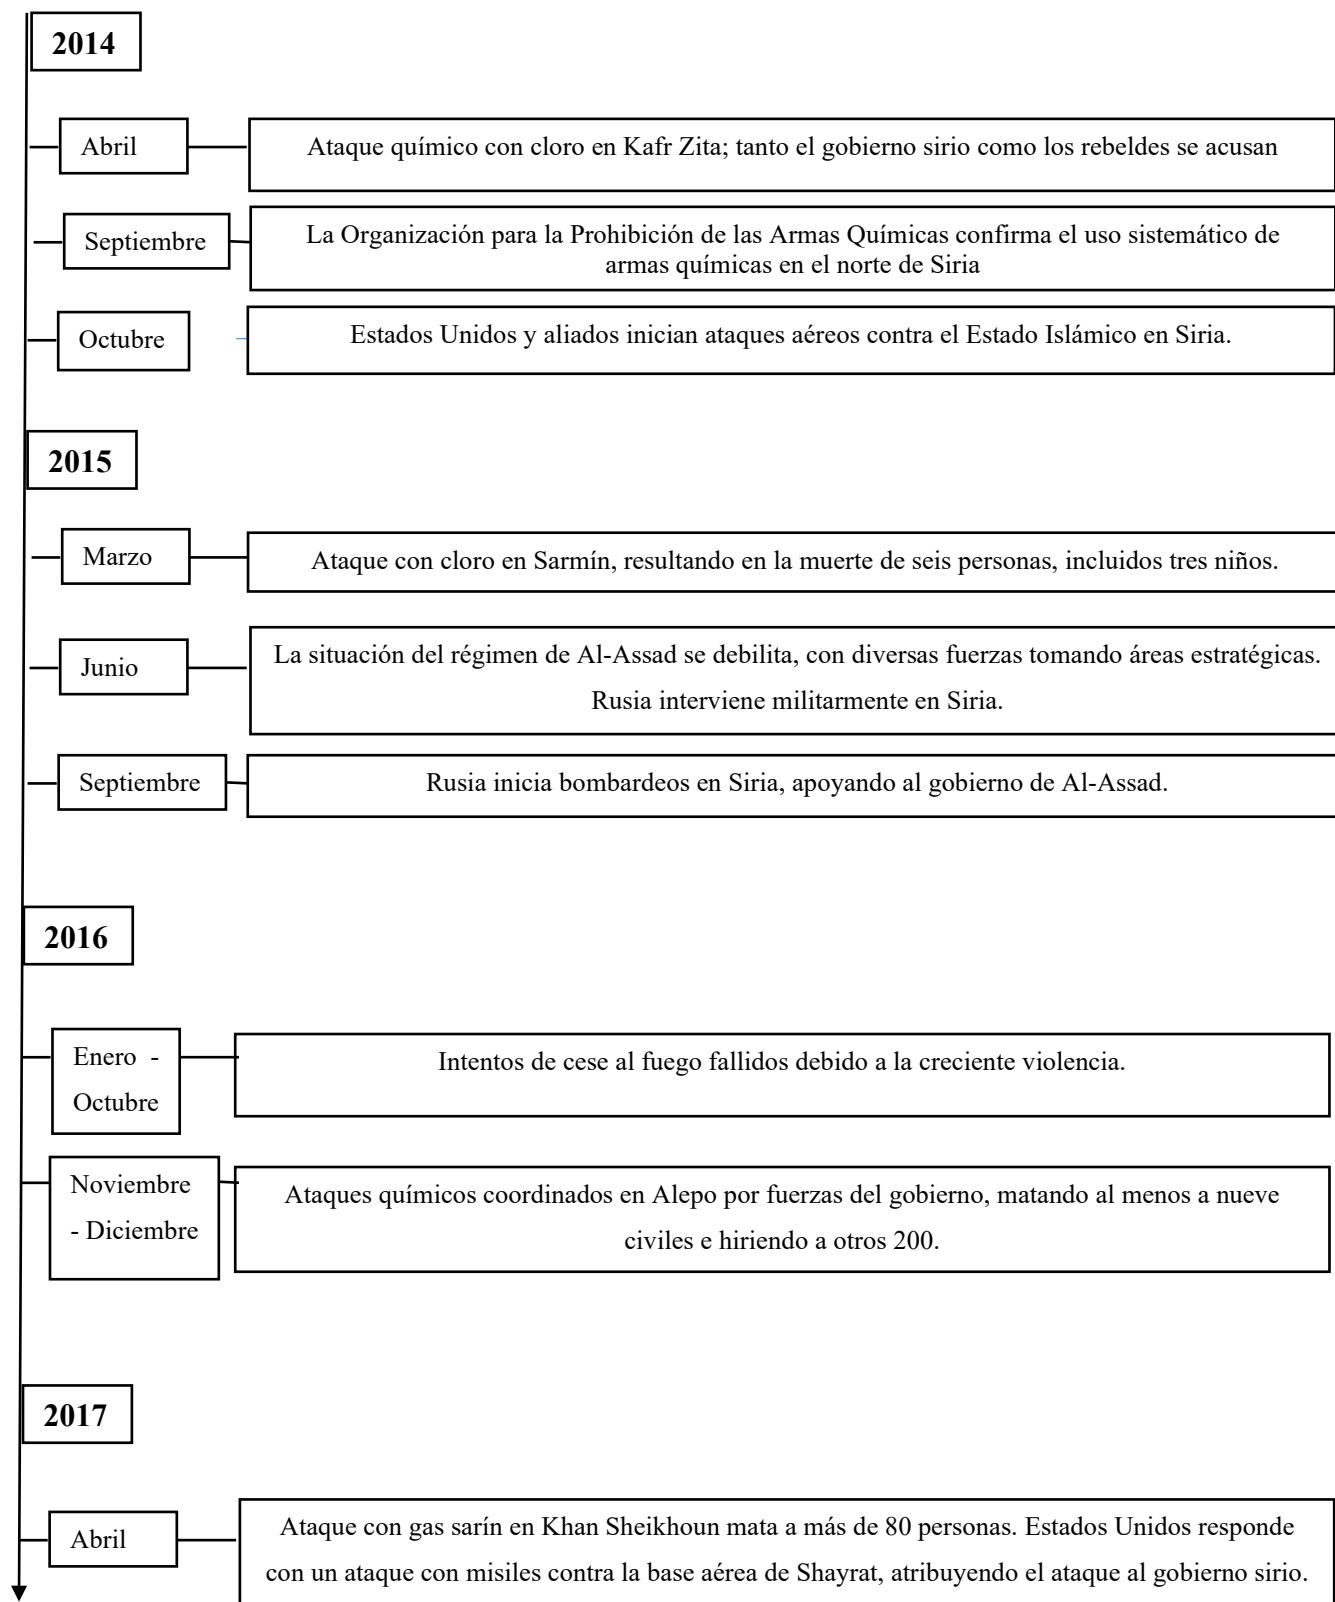 2014
Abril
Ataque químico con cloro en Kafr Zita; tanto el gobierno sirio como los rebeldes se acusan
Septiembre
La Organización para la Prohibición de las Armas Químicas confirma el uso sistemático de
armas químicas en el norte de Siria
Octubre
Estados Unidos y aliados inician ataques aéreos contra el Estado Islámico en Siria.
2015
Marzo
Ataque con cloro en Sarmín, resultando en la muerte de seis personas, incluidos tres niños.
Junio
La situación del régimen de Al-Assad se debilita, con diversas fuerzas tomando áreas estratégicas.
Rusia interviene militarmente en Siria.
Septiembre
Rusia inicia bombardeos en Siria, apoyando al gobierno de Al-Assad.
2016
Enero -
Octubre
Intentos de cese al fuego fallidos debido a la creciente violencia.
Noviembre
- Diciembre
Ataques químicos coordinados en Alepo por fuerzas del gobierno, matando al menos a nueve
civiles e hiriendo a otros 200.
2017
Abril
Ataque con gas sarín en Khan Sheikhoun mata a más de 80 personas. Estados Unidos responde
con un ataque con misiles contra la base aérea de Shayrat, atribuyendo el ataque al gobierno sirio.